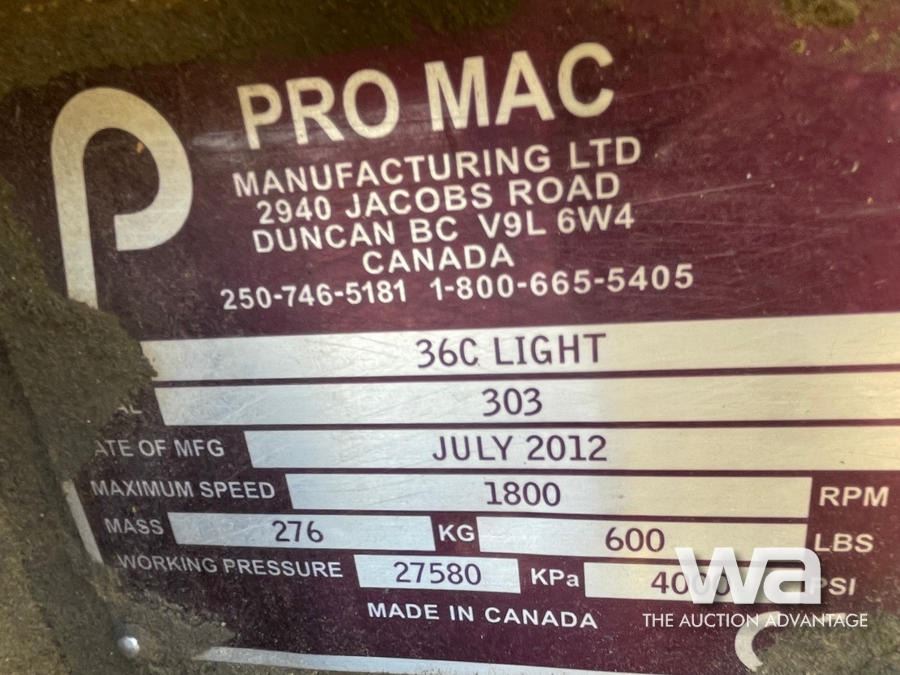 PRO MAC
MANUFACTURING LTD
2940 JACOBS ROAD
DUNCAN BC V9L 6W4
CANADA
250-746-5181 1-800-665-5405
36C LIGHT
303
ATE OF MFG JULY 2012
MAXIMUM SPEED 1800 RPM
MASS 276 KG 600 LBS
WORKING PRESSURE 27580 KPa 4000 PSI
MADE IN CANADA
wa
THE AUCTION ADVANTAGE